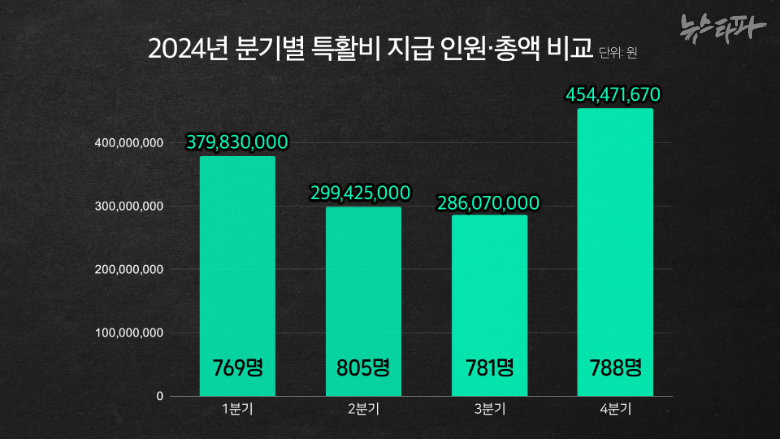 뉴스타파
2024년 분기별 특활비 지급 인원·총액 비교 단위: 원
454,471,670
400,000,000
379,830,000
300,000,000
299,425,000
286,070,000
200,000,000
100,000,000
769명
805명
781명
788명
0
1분기
2분기
3분기
4분기